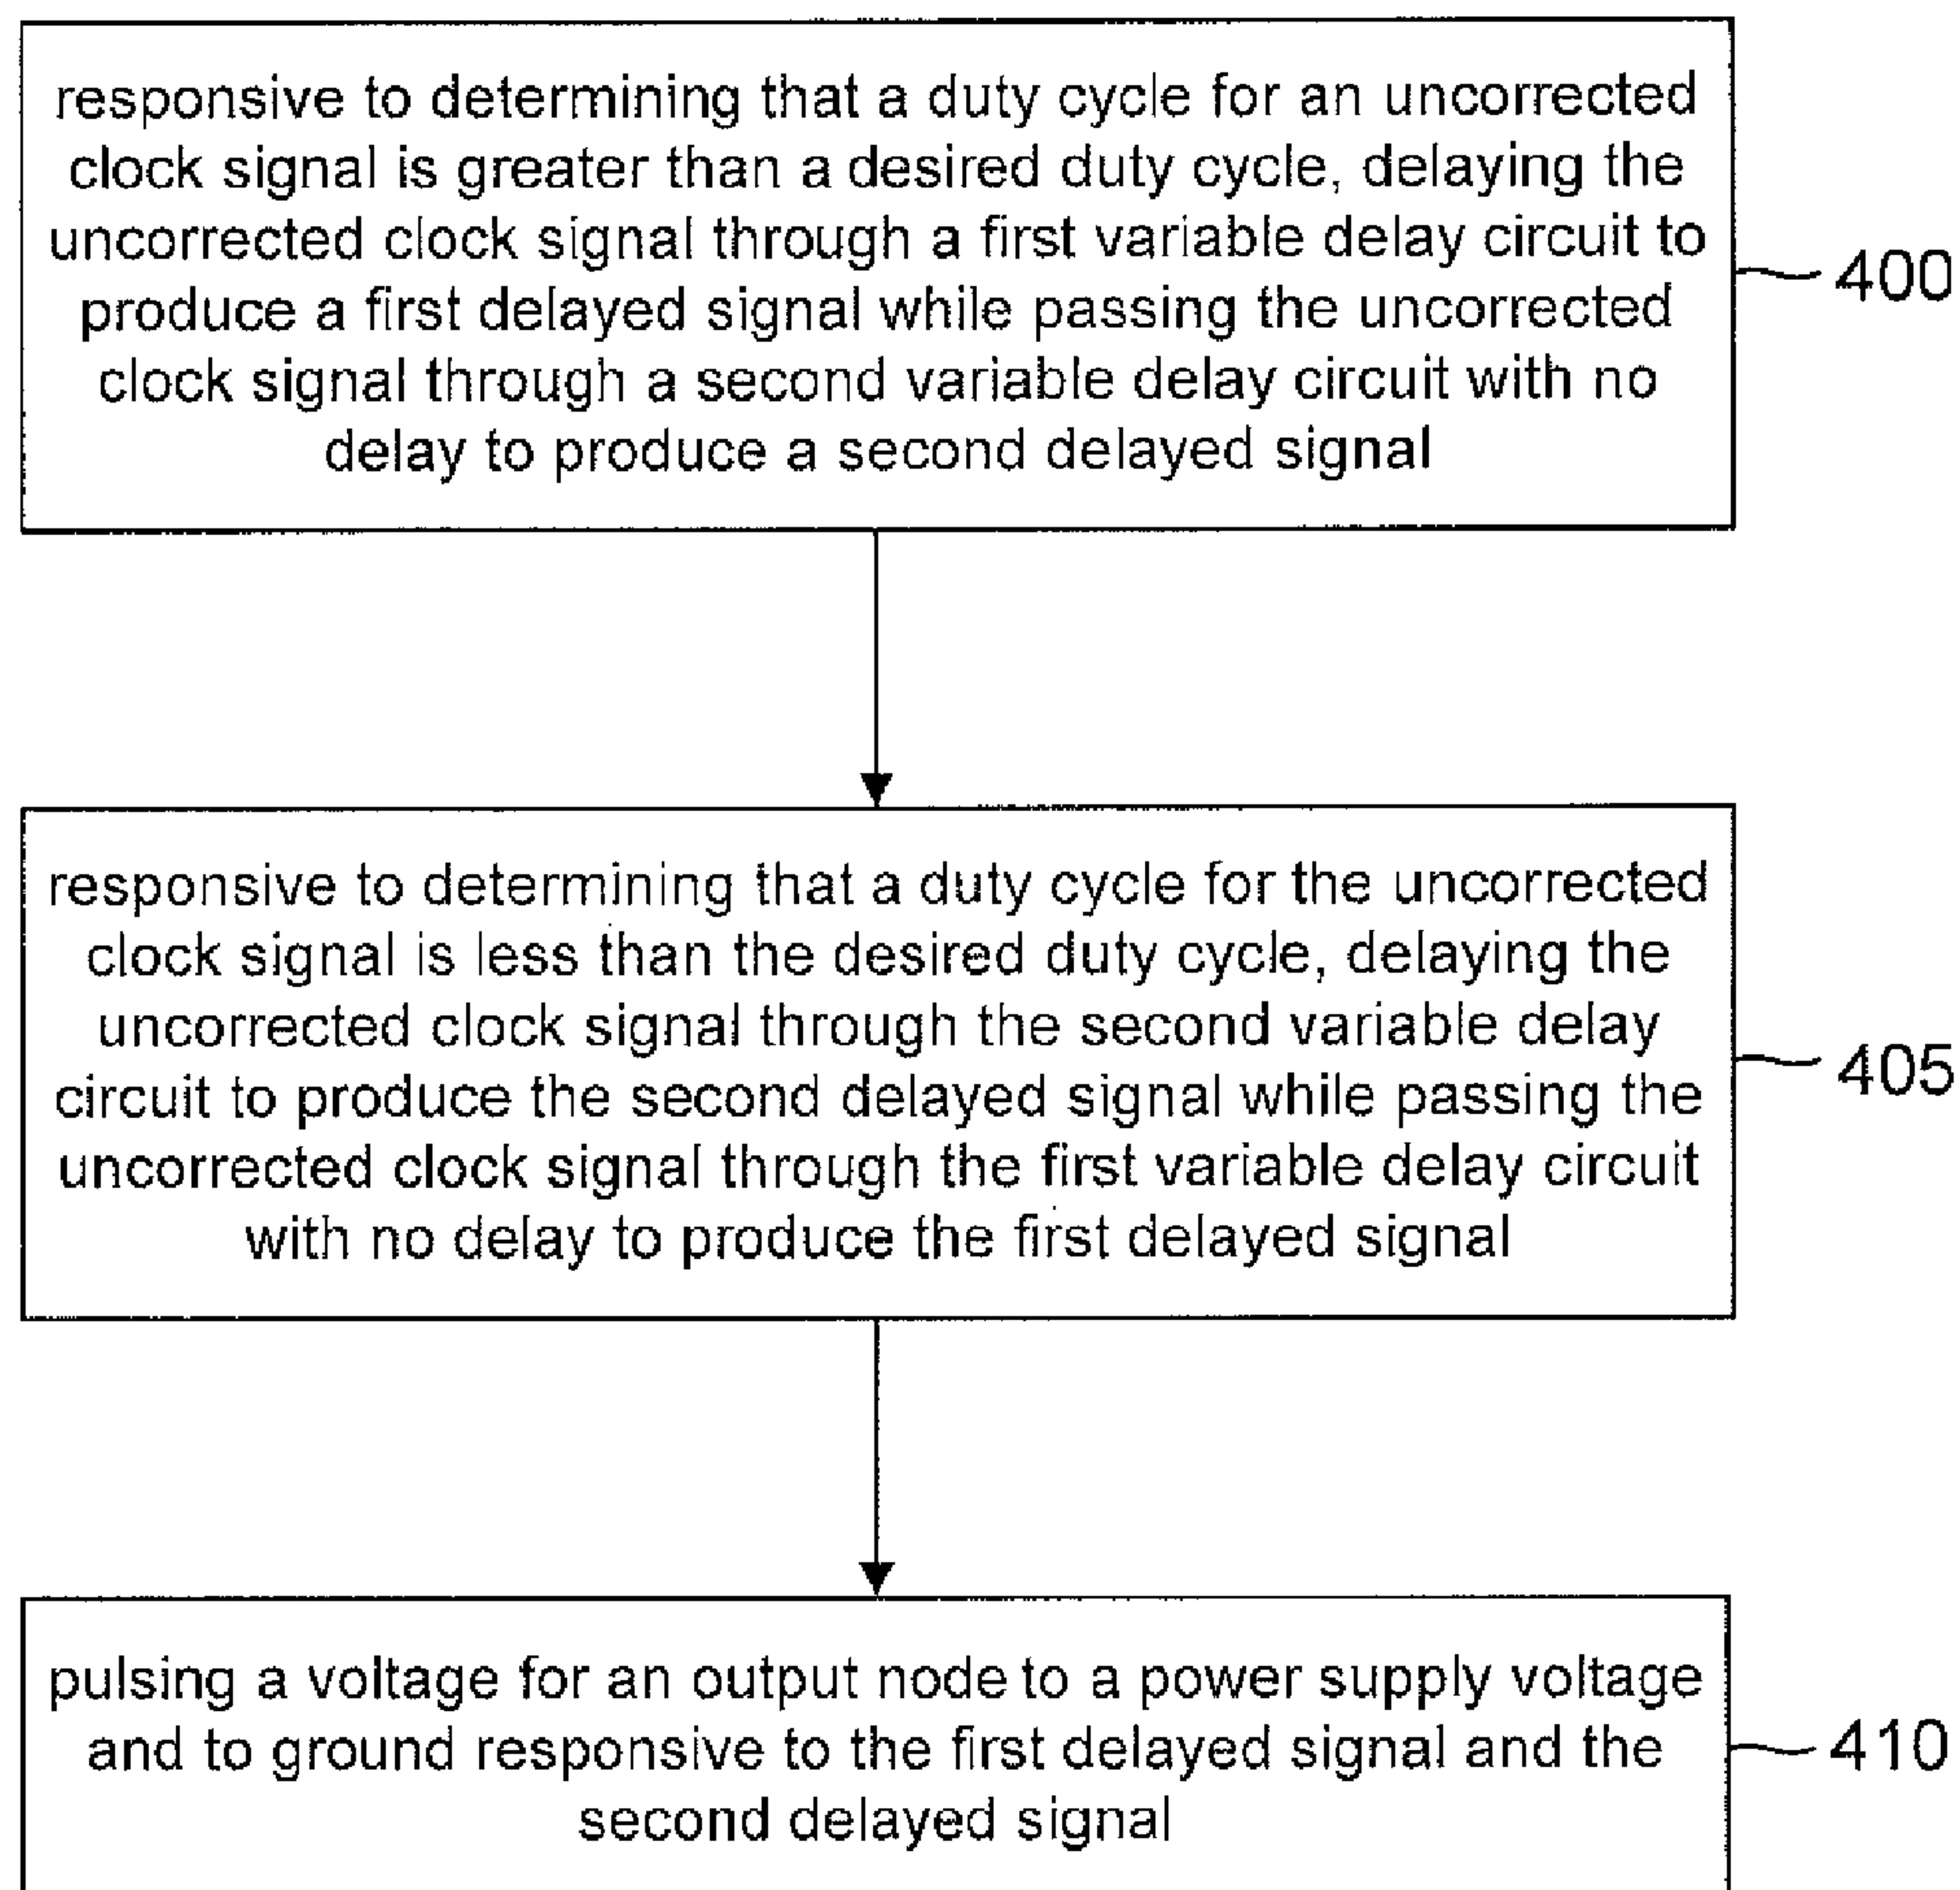 responsive to determining that a duty cycle for an uncorrected
clock signal is greater than a desired duty cycle, delaying the
uncorrected clock signal through a first variable delay circuit to
produce a first delayed signal while passing the uncorrected
clock signal through a second variable delay circuit with no
delay to produce a second delayed signal
400
responsive to determining that a duty cycle for the uncorrected
clock signal is less than the desired duty cycle, delaying the
uncorrected clock signal through the second variable delay
circuit to produce the second delayed signal while passing the
uncorrected clock signal through the first variable delay circuit
with no delay to produce the first delayed signal
405
pulsing a voltage for an output node to a power supply voltage
and to ground responsive to the first delayed signal and the
second delayed signal
410